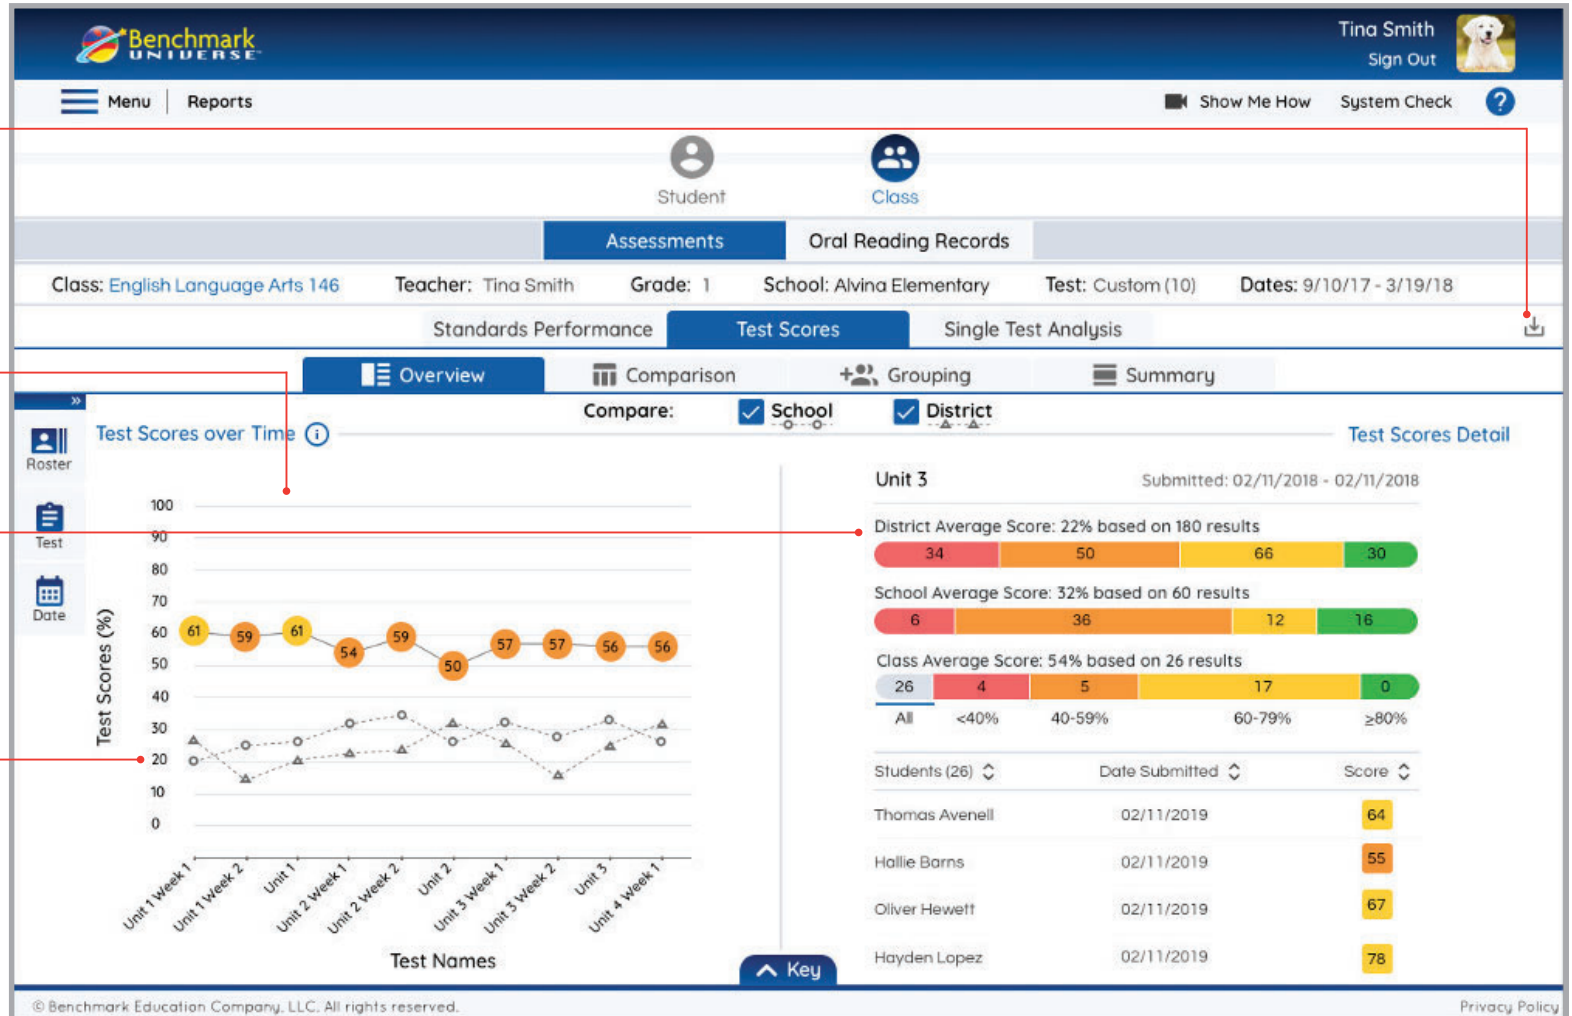 Benchmark
UNIVERSE
Tina Smith
Sign Out
Menu Reports Show Me How System Check ?
Student Class
Assessments Oral Reading Records
Class: English Language Arts 146 Teacher: Tina Smith Grade: 1 School: Alvina Elementary Test: Custom (10) Dates: 9/10/17 - 3/19/18
Standards Performance Test Scores Single Test Analysis
Overview Comparison Grouping Summary
Compare: School District
»
Roster
Test
Date
Test Scores over Time i
Test Scores (%)
100
90
80
70
60
50
40
30
20
10
0
61 59 61 54 59 50 57 57 56 56
Unit 1 Week 1
Unit 1 Week 2
Unit 1
Unit 2 Week 1
Unit 2 Week 2
Unit 2
Unit 3 Week 1
Unit 3 Week 2
Unit 3
Unit 4 Week 1
Test Names
Test Scores Detail
Unit 3 Submitted: 02/11/2018 - 02/11/2018
District Average Score: 22% based on 180 results
34 50 66 30
School Average Score: 32% based on 60 results
6 36 12 16
Class Average Score: 54% based on 26 results
26 4 5 17 0
All <40% 40-59% 60-79% ≥80%
Students (26) Date Submitted Score
Thomas Avenell 02/11/2019 64
Hallie Barns 02/11/2019 55
Oliver Hewett 02/11/2019 67
Hayden Lopez 02/11/2019 78
Key
© Benchmark Education Company, LLC. All rights reserved. Privacy Policy